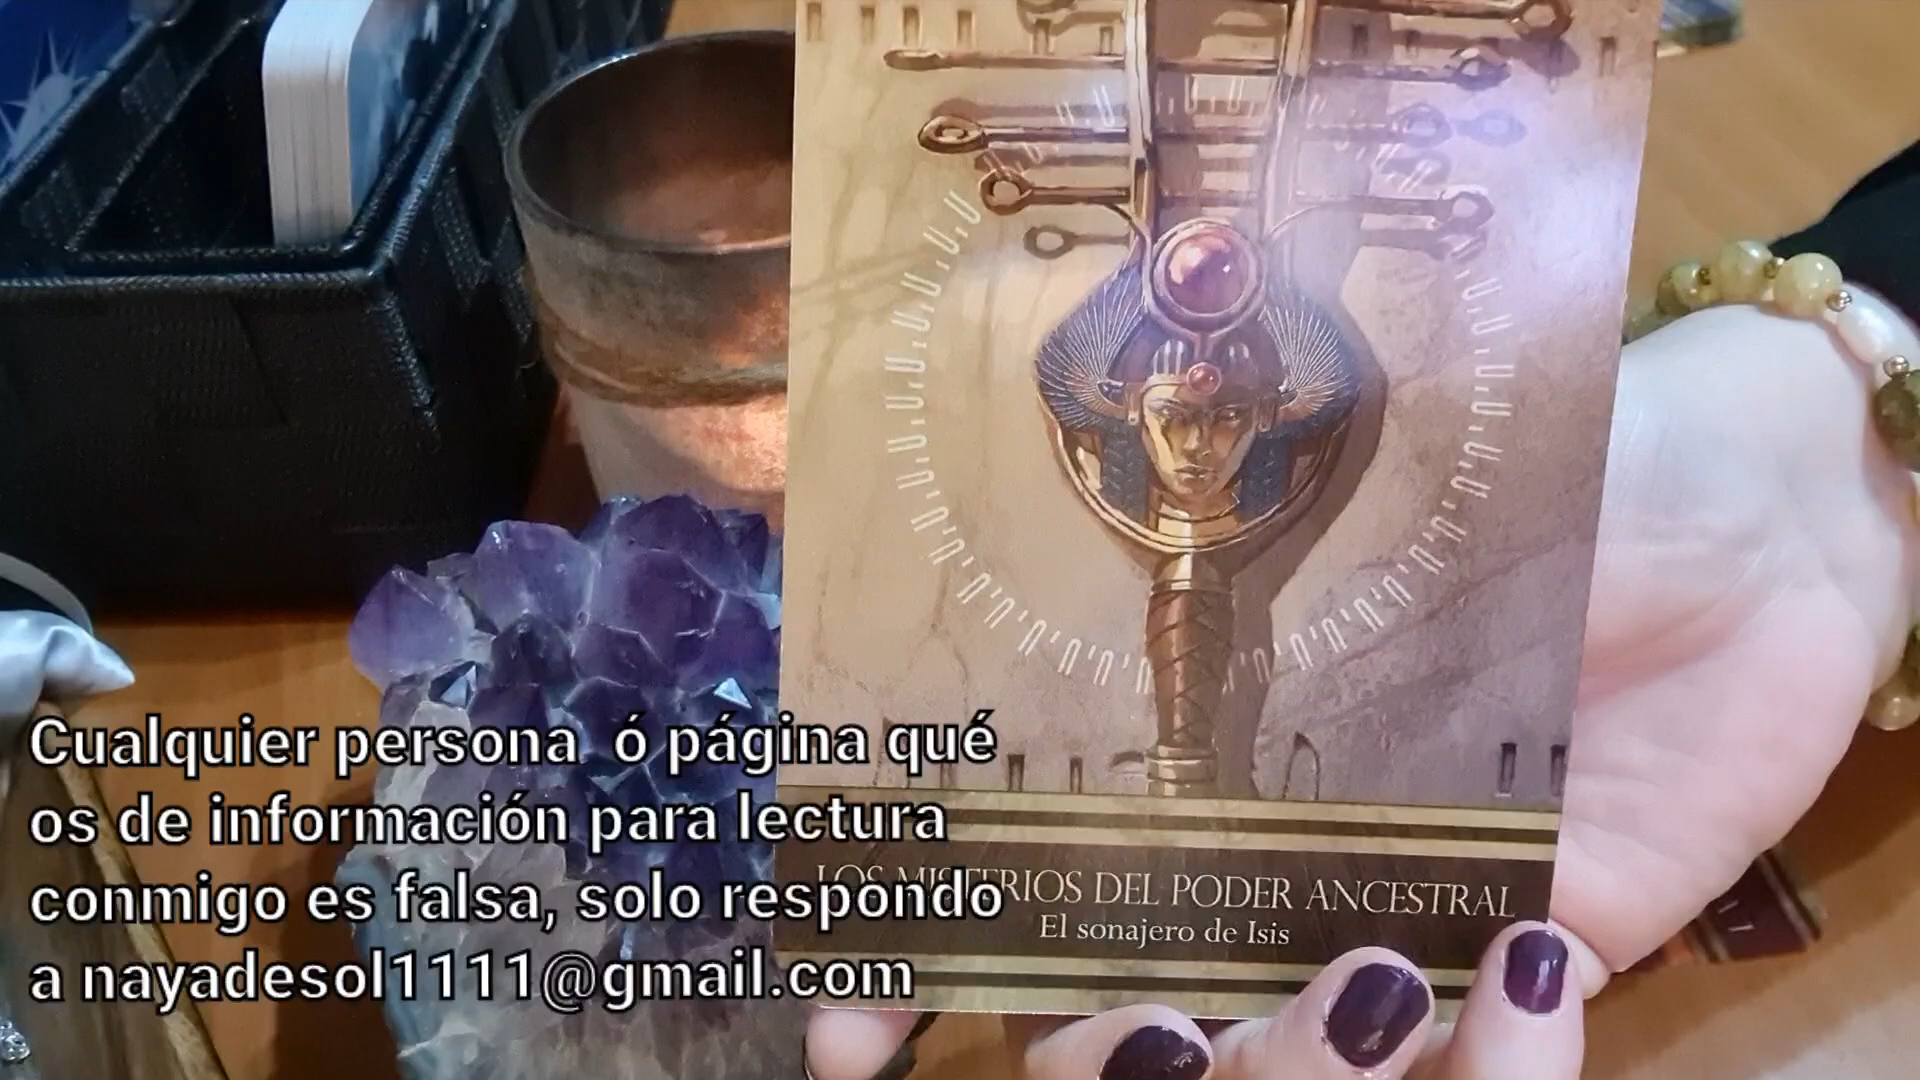 Cualquier persona ó página qué
os de información para lectura
conmigo es falsa, solo respondo
a nayadesol1111@gmail.com
LOS MISTERIOS DEL PODER ANCESTRAL
El sonajero de Isis
17